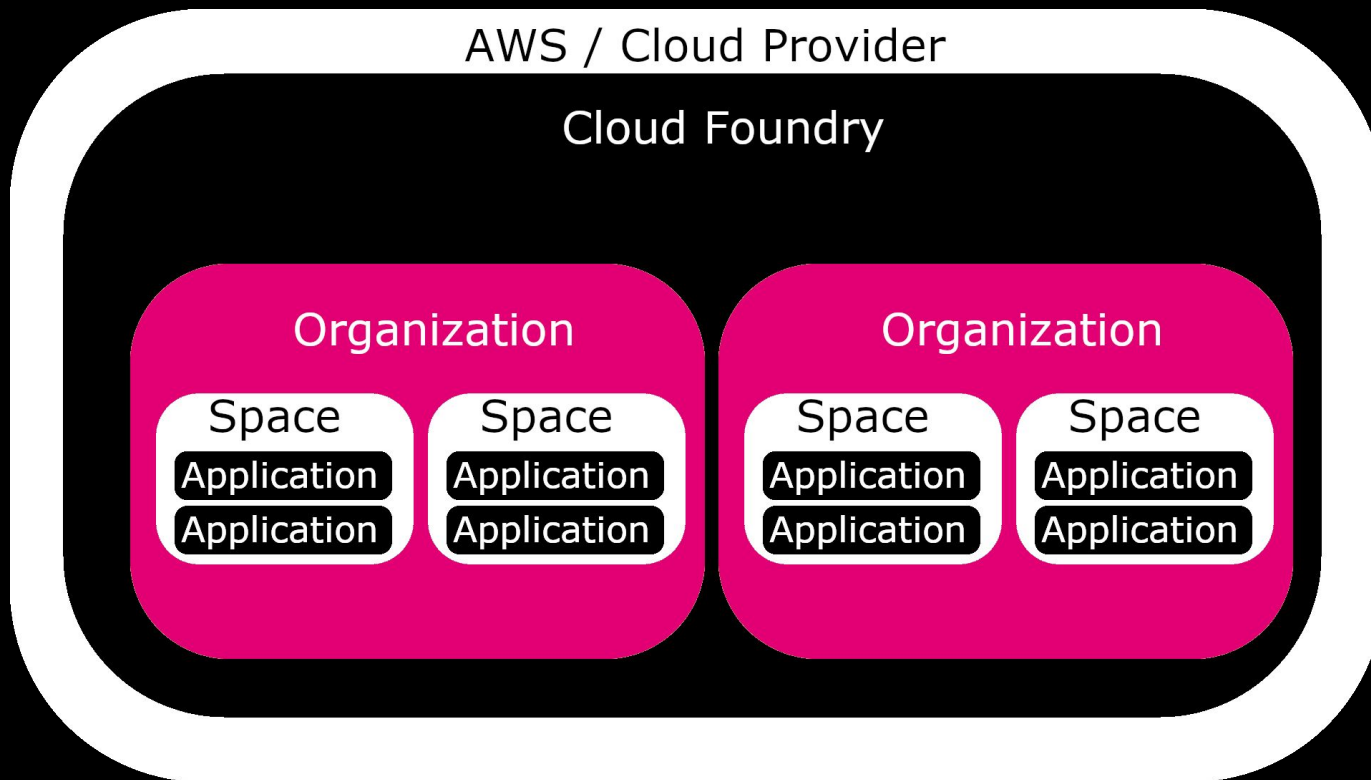 AWS / Cloud Provider
Cloud Foundry
Organization
Organization
Space
Space
Space
Space
Application
Application
Application
Application
Application
Application
Application
Application